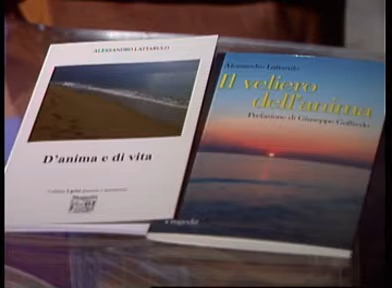 ALESSANDRO LATTARULO
D'anima e di vita
Alessandro Lattarulo
Il veliero
dell'anima
Prefazione di Giuseppe Goffredo